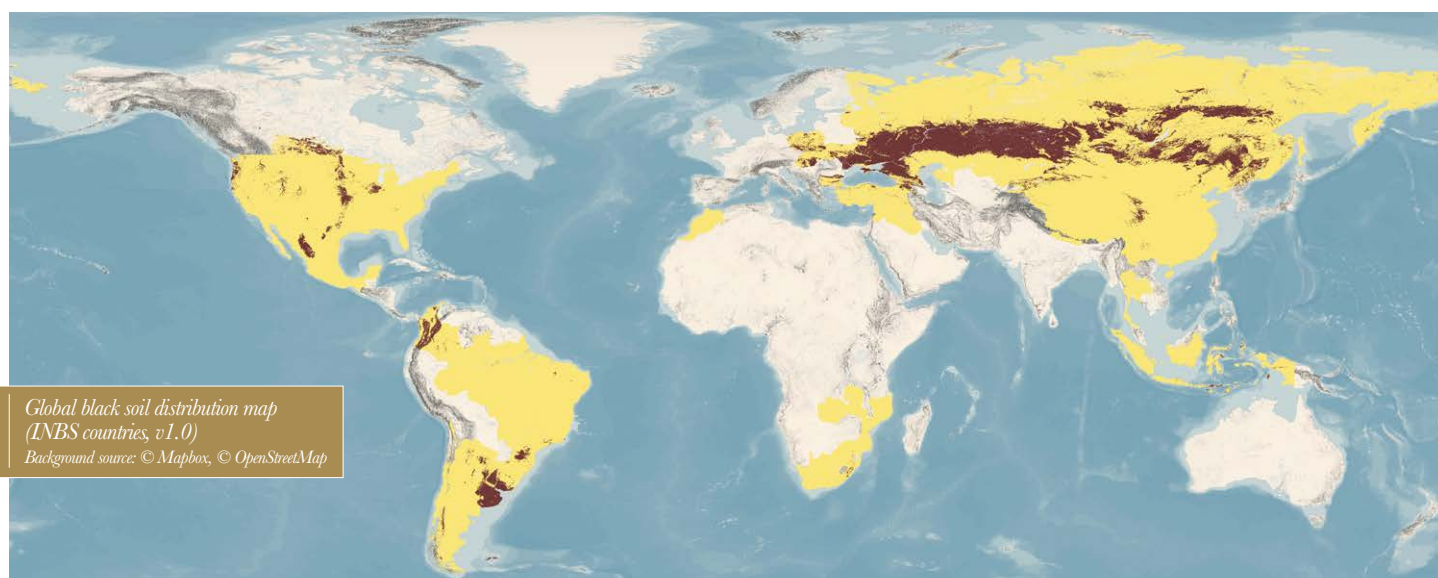 Global black soil distribution map
(INBS countries, v1.0)
Background source: © Mapbox, © OpenStreetMap